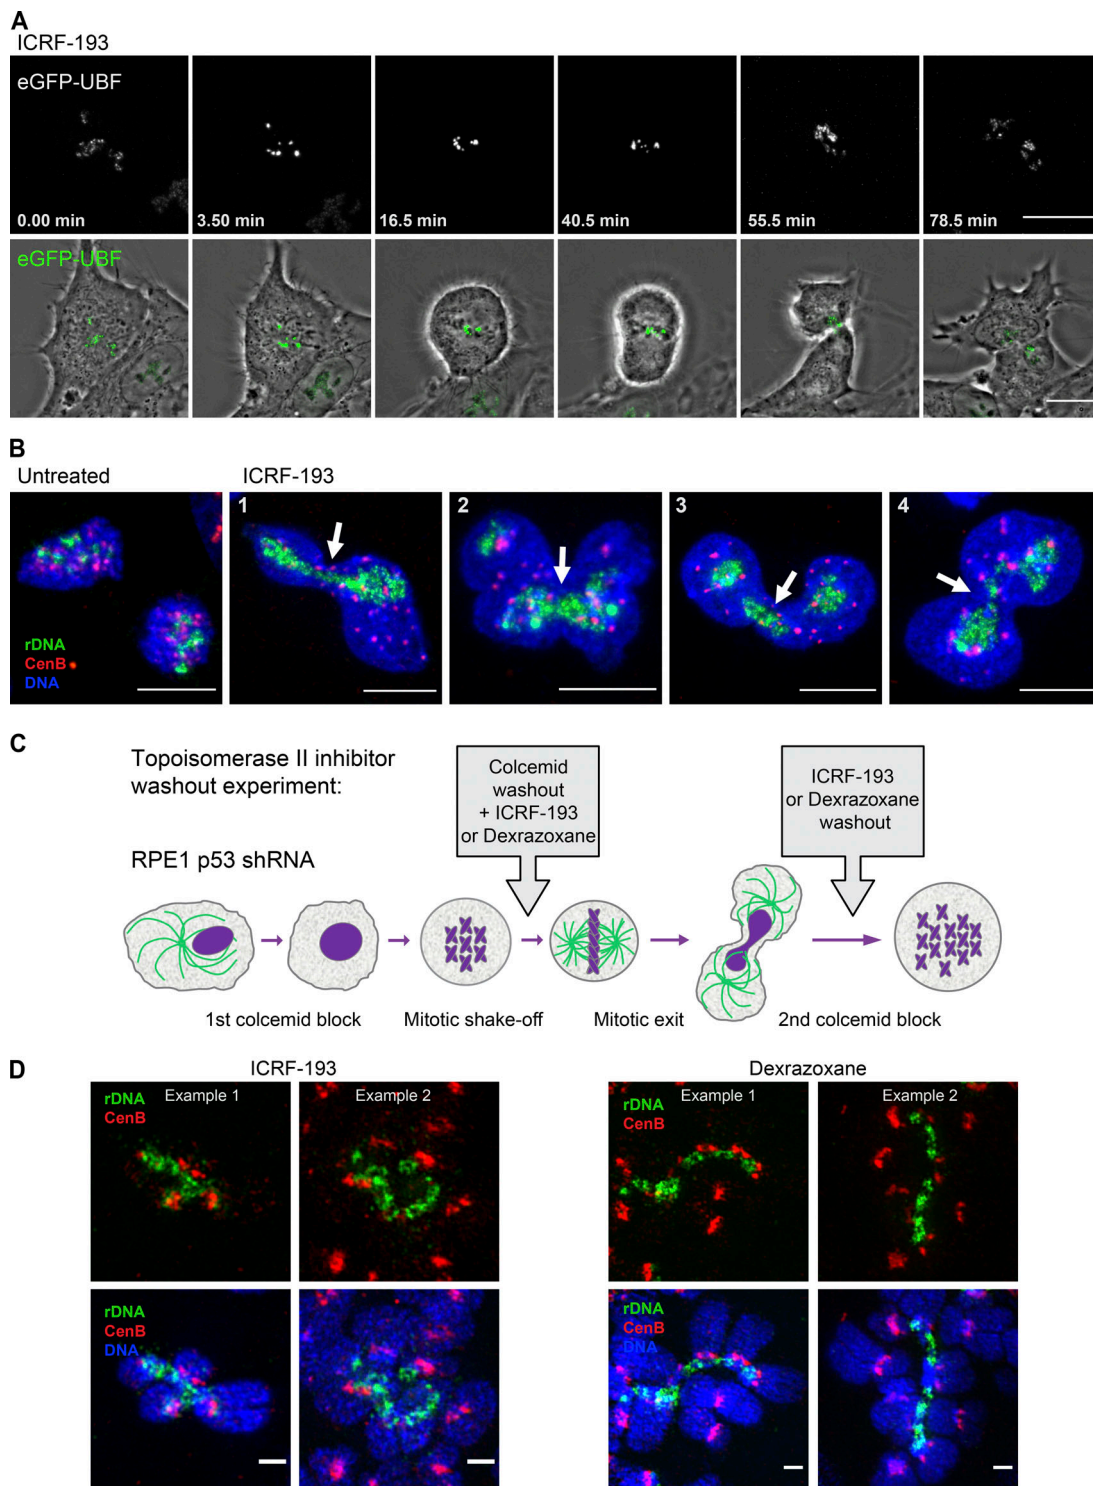 A
ICRF-193
eGFP-UBF
0.00 min
3.50 min
16.5 min
40.5 min
55.5 min
78.5 min
eGFP-UBF
B
Untreated
ICRF-193
rDNA
CenB
DNA
1
2
3
4
C
Topoisomerase II inhibitor
washout experiment:
RPE1 p53 shRNA
Colcemid
washout
+ ICRF-193
or Dexrazoxane
ICRF-193
or Dexrazoxane
washout
1st colcemid block
Mitotic shake-off
Mitotic exit
2nd colcemid block
D
ICRF-193
Dexrazoxane
rDNA
CenB
Example 1
Example 2
rDNA
CenB
Example 1
Example 2
rDNA
CenB
DNA
rDNA
CenB
DNA